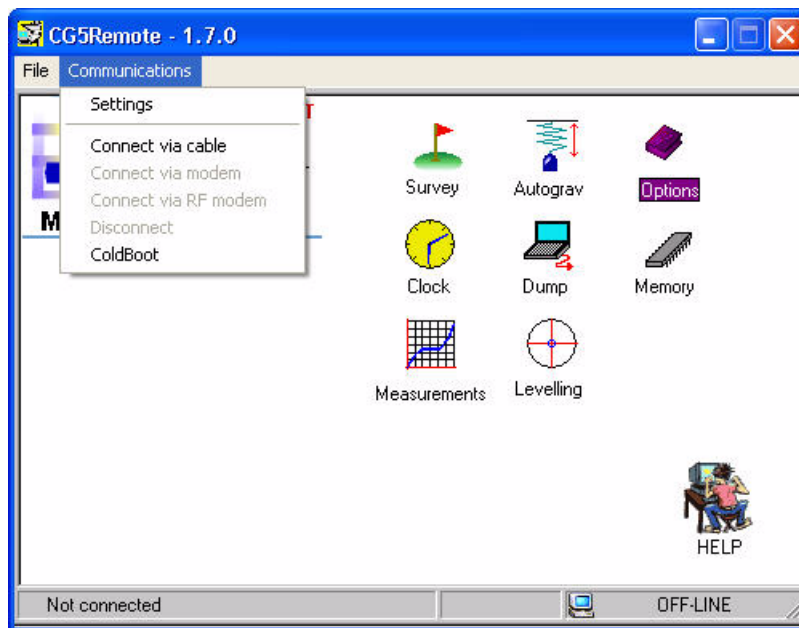 CG5Remote - 1.7.0
File Communications
Settings
Connect via cable
Connect via modem
Connect via RF modem
Disconnect
ColdBoot
Survey Autograv Options
Clock Dump Memory
Measurements Levelling
HELP
Not connected OFF-LINE